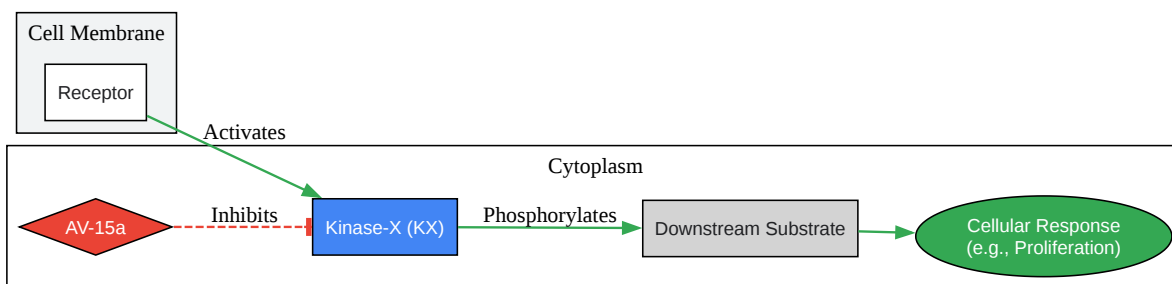 Cell Membrane
Receptor
Activates
Cytoplasm
AV-15a
Inhibits
Kinase-X (KX)
Phosphorylates
Downstream Substrate
Cellular Response
(e.g., Proliferation)